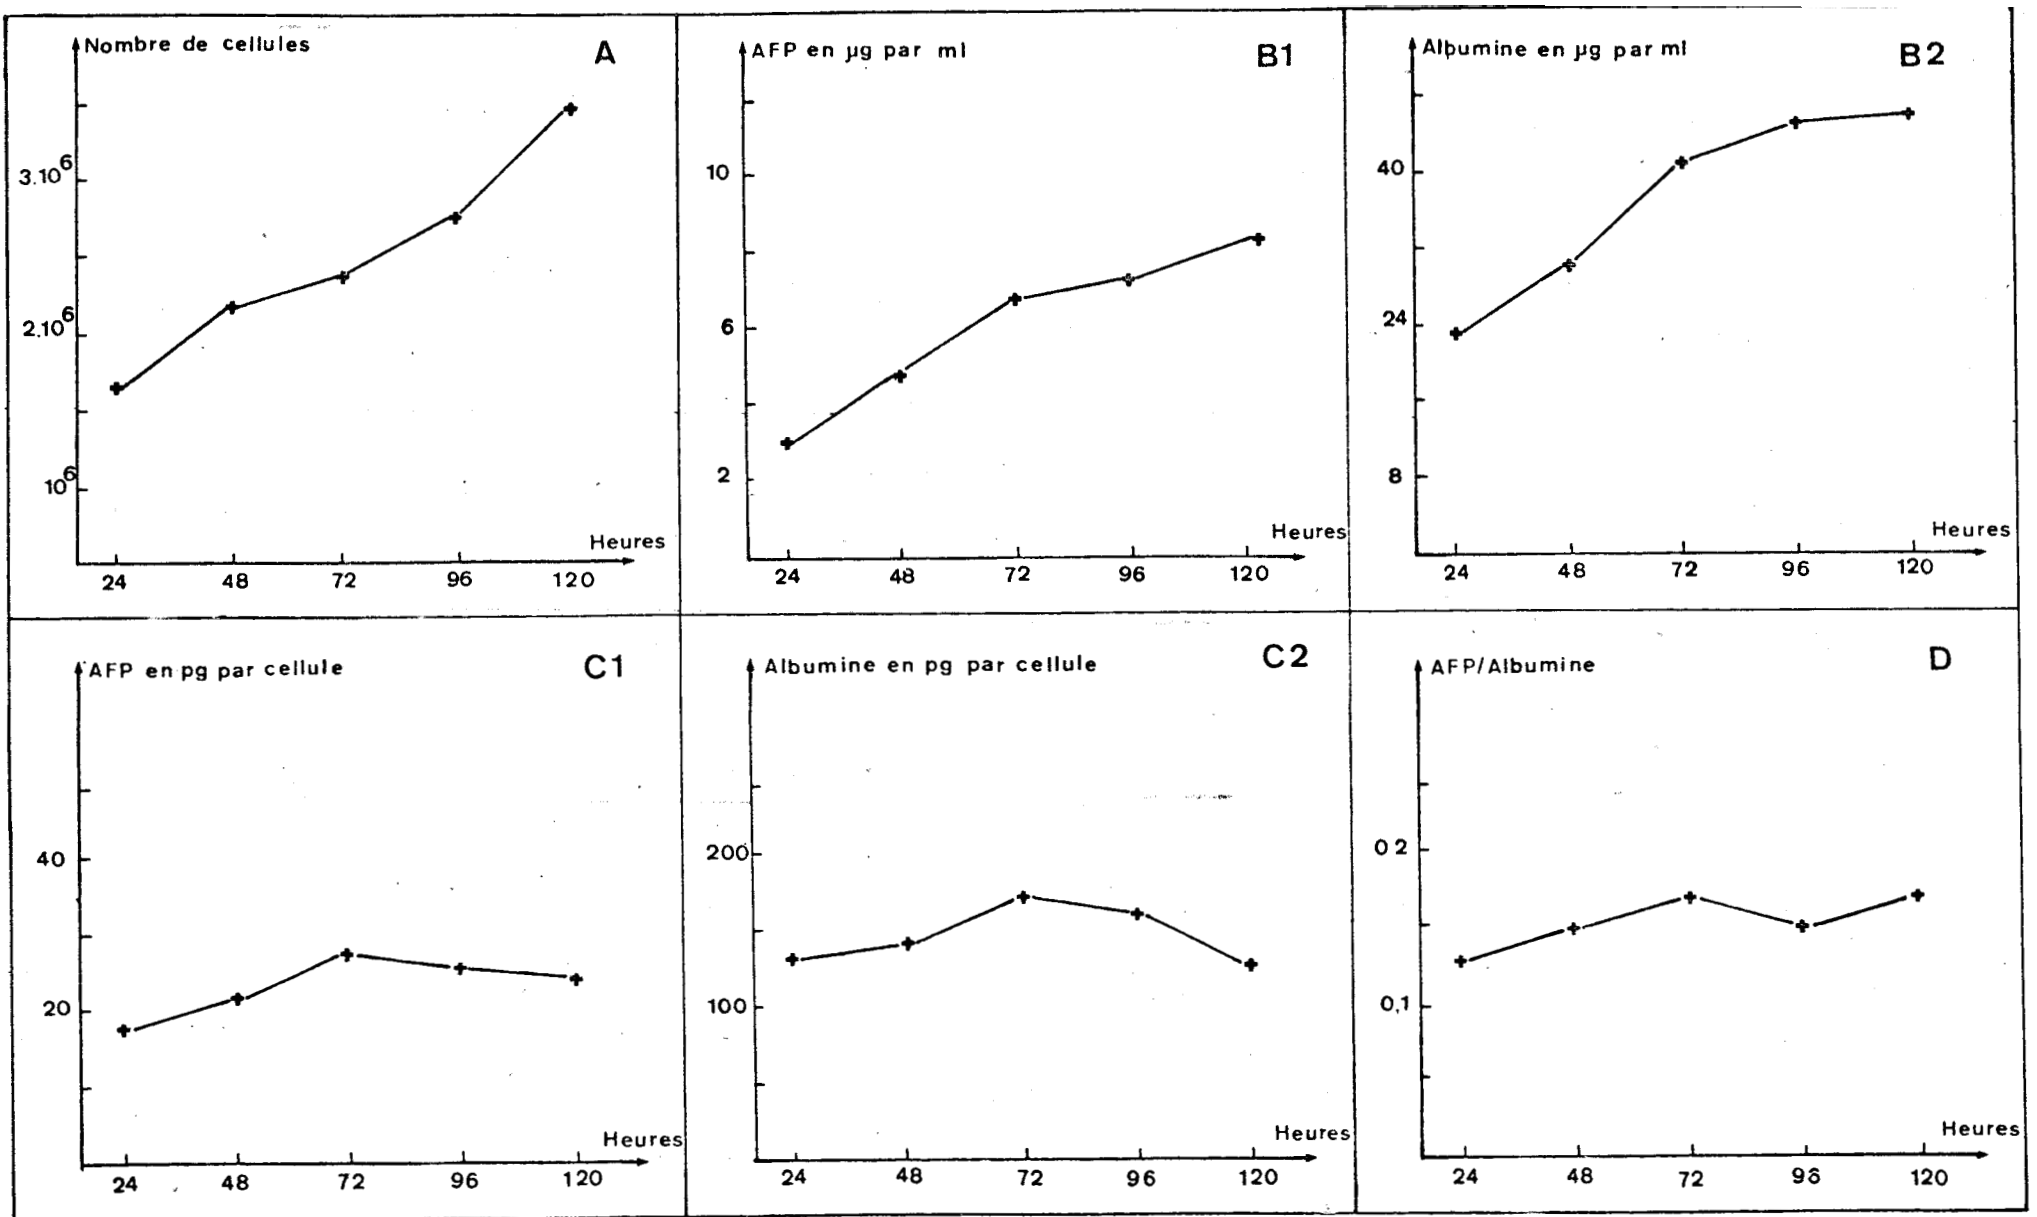 Nombre de cellules
A
3.10⁶
2.10⁶
10⁶
Heures
24 48 72 96 120
AFP en µg par ml
B1
10
6
2
Heures
24 48 72 96 120
Albumine en µg par ml
B2
40
24
8
Heures
24 48 72 96 120
AFP en pg par cellule
C1
40
20
Heures
24 48 72 96 120
Albumine en pg par cellule
C2
200
100
Heures
24 48 72 96 120
AFP/Albumine
D
0 2
0,1
Heures
24 48 72 96 120